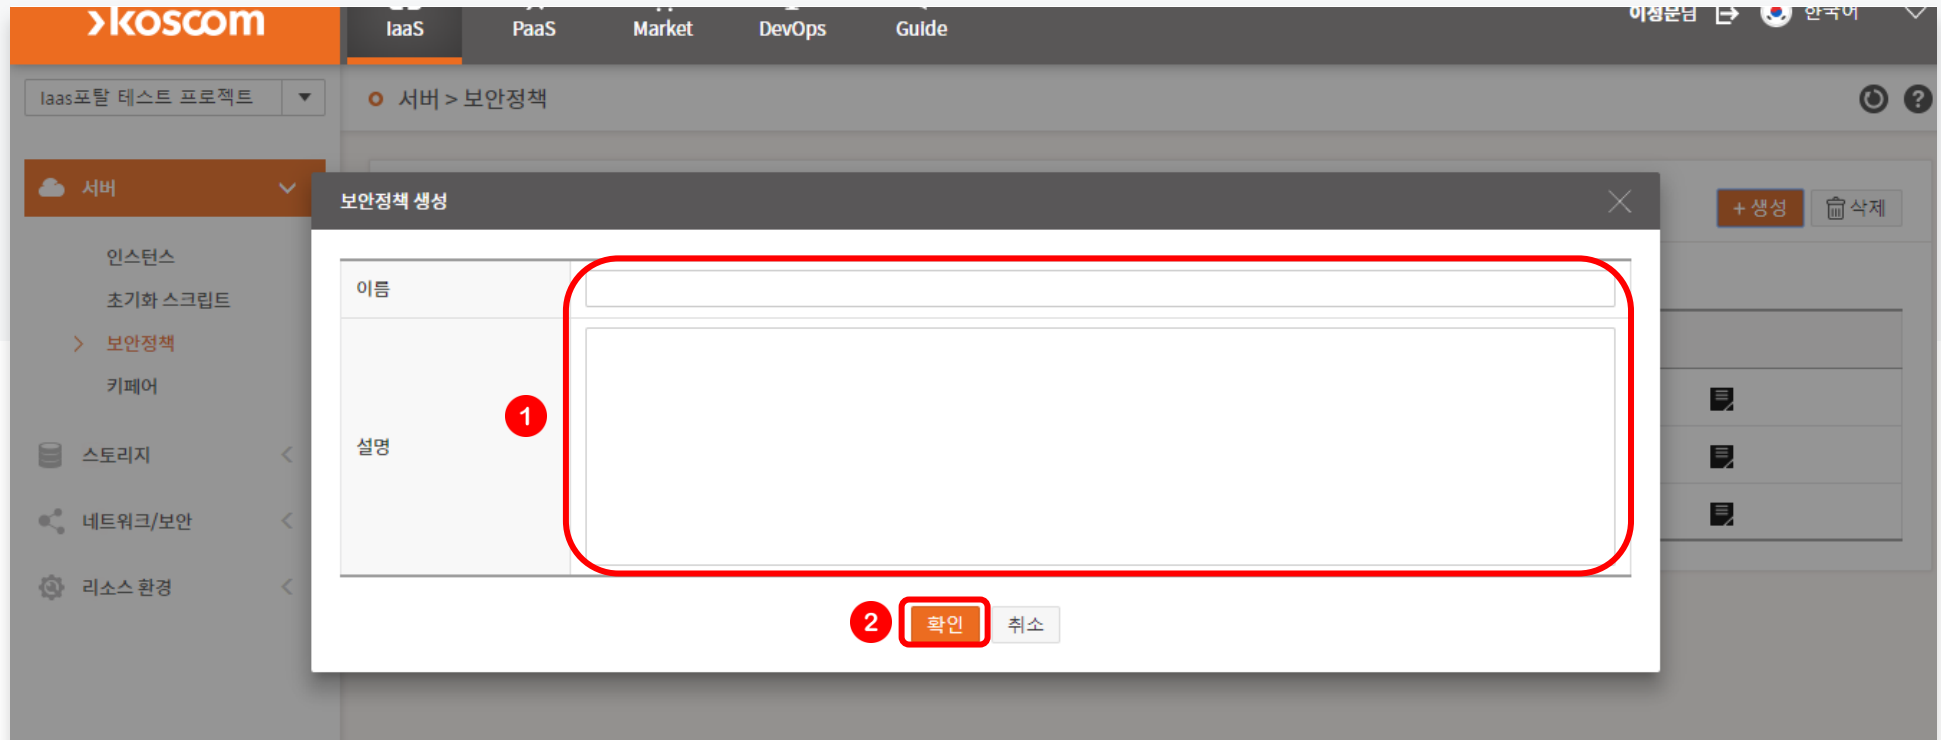 koscom
IaaS
PaaS
Market
DevOps
Guide
이정문님
한국어
Iaas포탈 테스트 프로젝트
서버 > 보안정책
서버
인스턴스
초기화 스크립트
보안정책
키페어
스토리지
네트워크/보안
리소스 환경
+ 생성
삭제
보안정책 생성
이름
설명
1
2
확인
취소